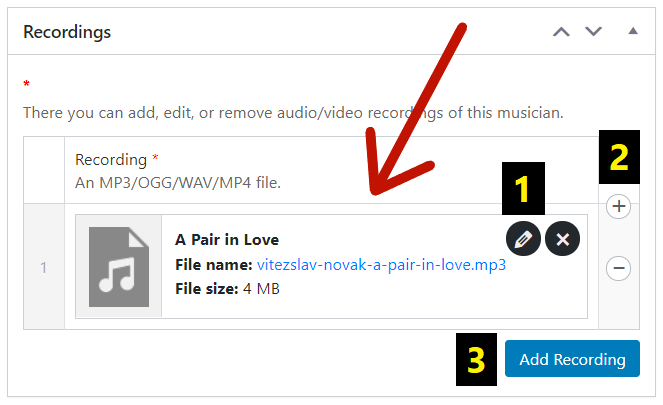 Recordings
*
There you can add, edit, or remove audio/video recordings of this musician.
2
Recording *
An MP3/OGG/WAV/MP4 file.
1
A Pair in Love
1
File name: vitezslav-novak-a-pair-in-love.mp3
File size: 4 MB
3
Add Recording